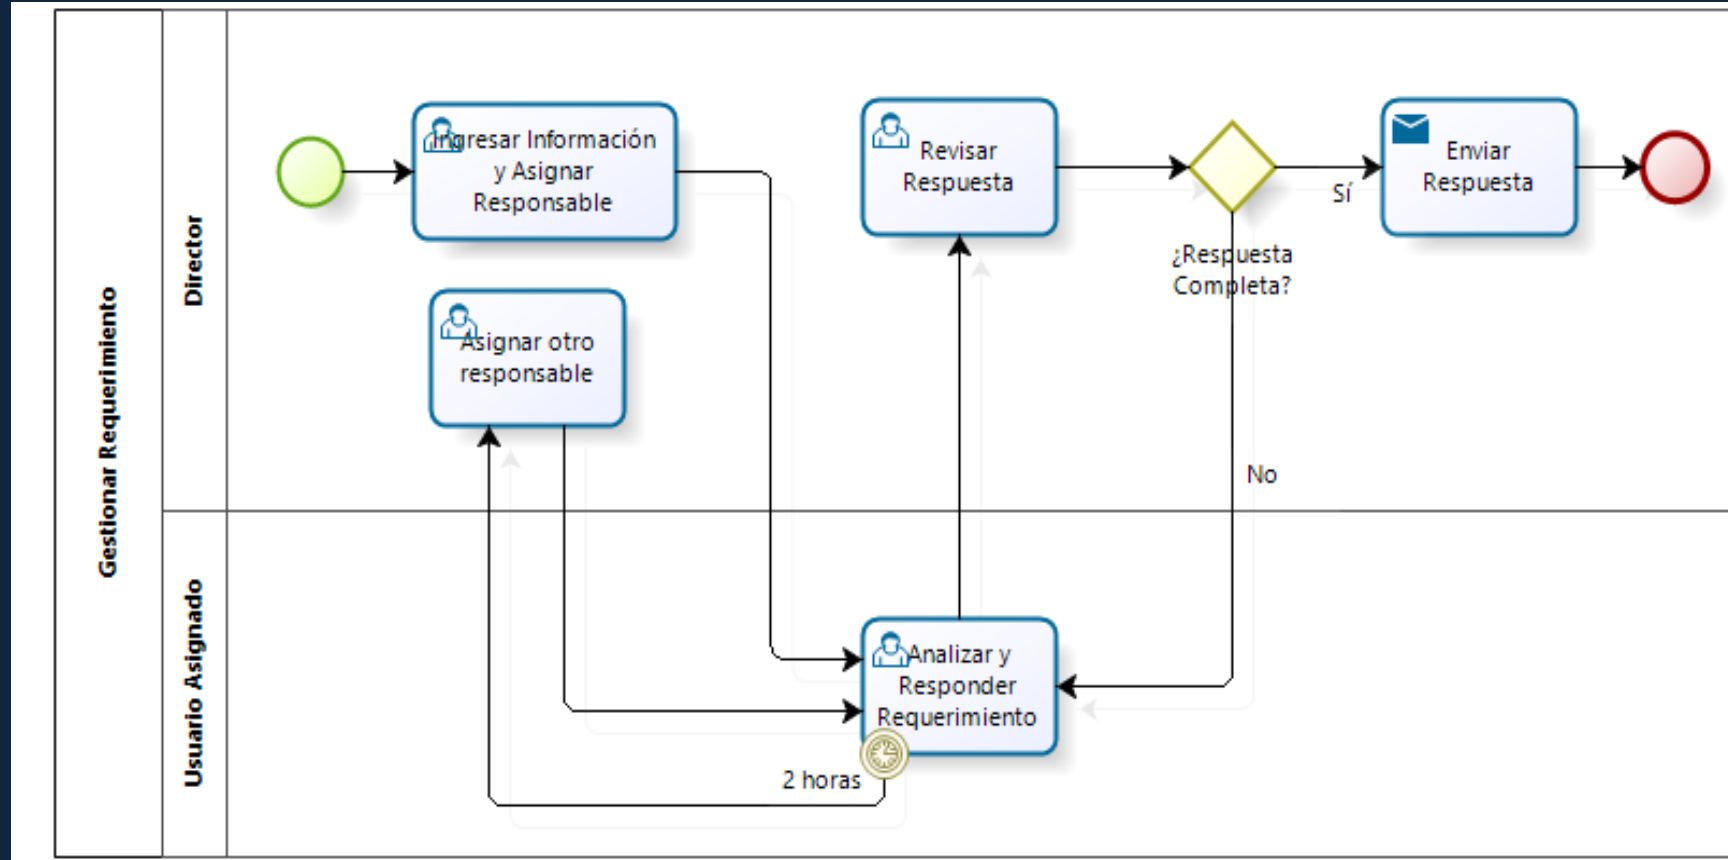 Gestionar Requerimiento
Director
Ingresar Información
y Asignar
Responsable
Revisar
Respuesta
Sí
Enviar
Respuesta
¿Respuesta
Completa?
Asignar otro
responsable
No
Usuario Asignado
Analizar y
Responder
Requerimiento
2 horas